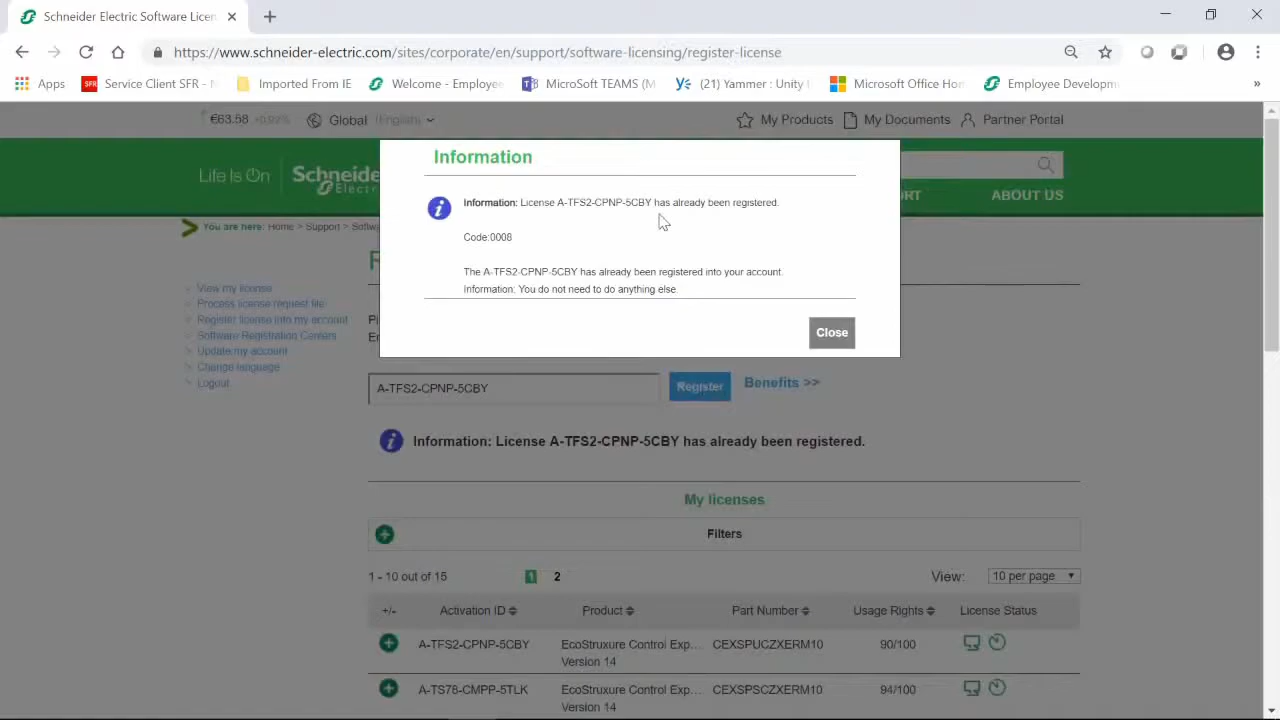 Schneider Electric Software Licen
https://www.schneider-electric.com/sites/corporate/en/support/software-licensing/register-license
Apps
SFR
Service Client SFR -
Imported From IE
Welcome - Employee
MicroSoft TEAMS (M
(21) Yammer : Unity
Microsoft Office Hom
Employee Developm
»
€63.58 +0.92%
Global (English)
My Products
My Documents
Partner Portal
Life Is On
Schneider
Electric
ABOUT US
You are here: Home > Support > Softw
Information
Information: License A-TFS2-CPNP-5CBY has already been registered.
Code:0008
The A-TFS2-CPNP-5CBY has already been registered into your account.
Information: You do not need to do anything else.
Close
View my license
Process license request file
Register license into my account
Software Registration Centers
Update my account
Change language
Logout
A-TFS2-CPNP-5CBY
Register
Benefits >>
Information: License A-TFS2-CPNP-5CBY has already been registered.
My licenses
Filters
1 - 10 out of 15
1
2
View:
10 per page
+/-
Activation ID
Product
Part Number
Usage Rights
License Status
A-TFS2-CPNP-5CBY
EcoStruxure Control Exp...
Version 14
CEXSPUCZXERM10
90/100
A-TS78-CMPP-5TLK
EcoStruxure Control Exp...
Version 14
CEXSPSCZXERM10
94/100